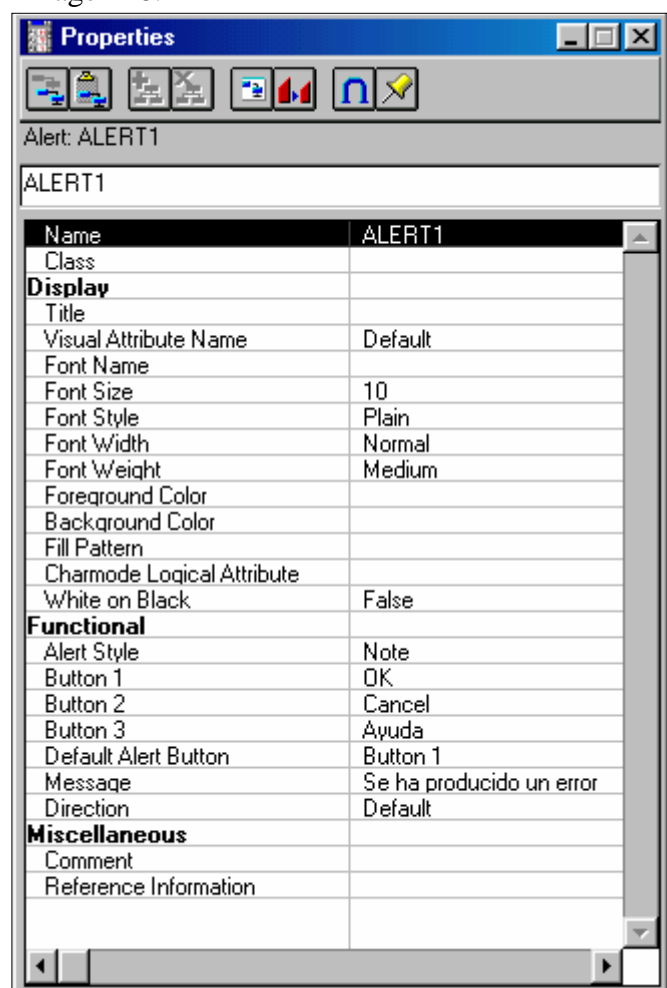 Properties
Alert: ALERT1
ALERT1
Name ALERT1
Class
Display
Title
Visual Attribute Name Default
Font Name
Font Size 10
Font Style Plain
Font Width Normal
Font Weight Medium
Foreground Color
Background Color
Fill Pattern
Charmode Logical Attribute
White on Black False
Functional
Alert Style Note
Button 1 OK
Button 2 Cancel
Button 3 Ayuda
Default Alert Button Button 1
Message Se ha producido un error
Direction Default
Miscellaneous
Comment
Reference Information